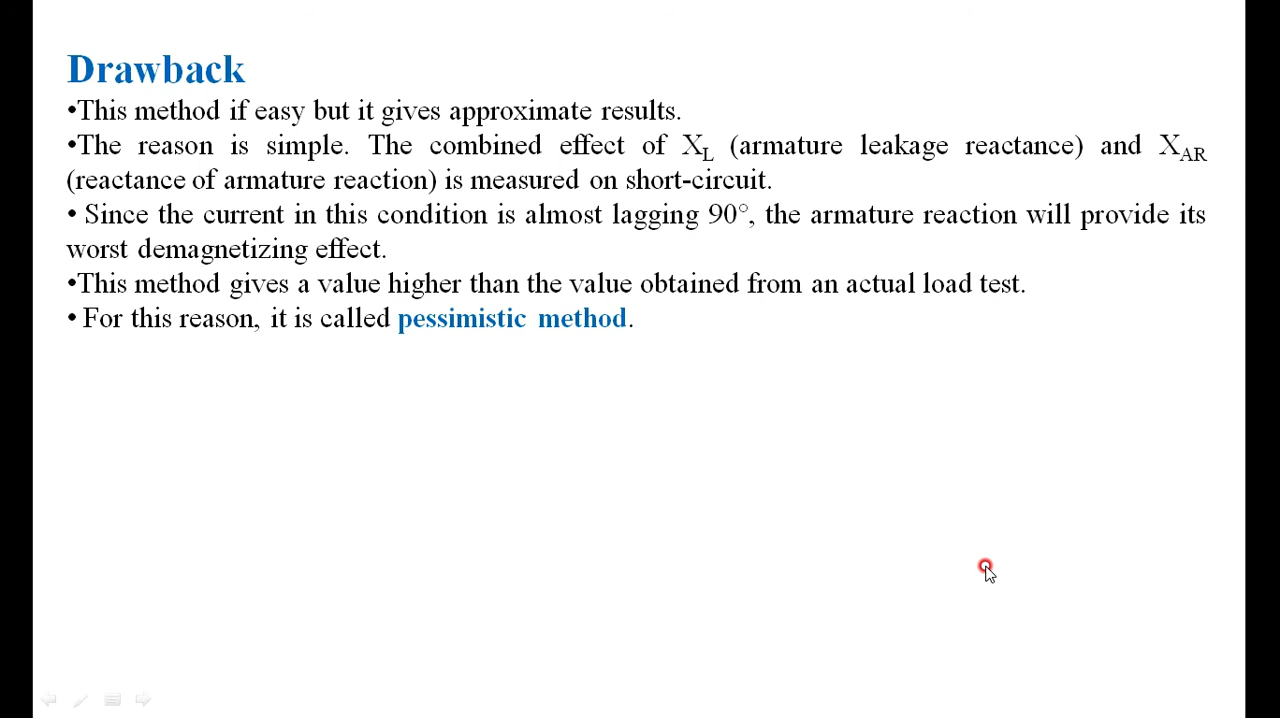 Drawback
•This method if easy but it gives approximate results.
•The reason is simple. The combined effect of XL (armature leakage reactance) and XAR
(reactance of armature reaction) is measured on short-circuit.
• Since the current in this condition is almost lagging 90°, the armature reaction will provide its
worst demagnetizing effect.
•This method gives a value higher than the value obtained from an actual load test.
• For this reason, it is called pessimistic method.